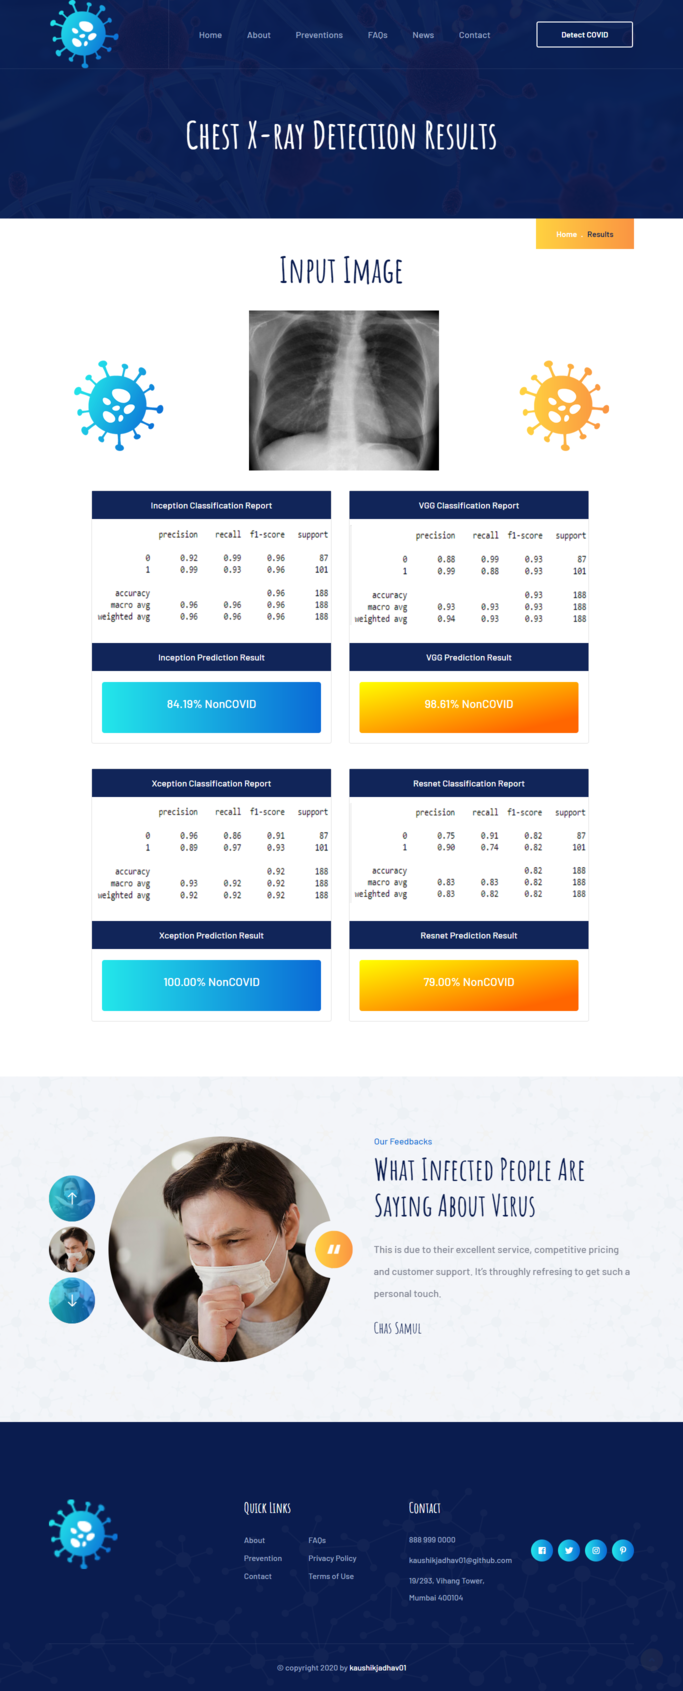 Home About Preventions FAQs News Contact Detect COVID
Chest X-ray Detection Results
Home . Results
Input Image
Inception Classification Report
precision recall f1-score support
0 0.92 0.99 0.96 87
1 0.99 0.93 0.96 101
accuracy 0.96 188
macro avg 0.96 0.96 0.96 188
weighted avg 0.96 0.96 0.96 188
Inception Prediction Result
84.19% NonCOVID
VGG Classification Report
precision recall f1-score support
0 0.88 0.99 0.93 87
1 0.99 0.88 0.93 101
accuracy 0.93 188
macro avg 0.93 0.93 0.93 188
weighted avg 0.94 0.93 0.93 188
VGG Prediction Result
98.61% NonCOVID
Xception Classification Report
precision recall f1-score support
0 0.96 0.86 0.91 87
1 0.89 0.97 0.93 101
accuracy 0.92 188
macro avg 0.93 0.92 0.92 188
weighted avg 0.92 0.92 0.92 188
Xception Prediction Result
100.00% NonCOVID
Resnet Classification Report
precision recall f1-score support
0 0.75 0.91 0.82 87
1 0.90 0.74 0.82 101
accuracy 0.82 188
macro avg 0.83 0.83 0.82 188
weighted avg 0.83 0.82 0.82 188
Resnet Prediction Result
79.00% NonCOVID
Our Feedbacks
What Infected People Are
Saying About Virus
This is due to their excellent service, competitive pricing
and customer support. It's throughly refresing to get such a
personal touch.
Chas Samul
Quick Links
About FAQs
Prevention Privacy Policy
Contact Terms of Use
Contact
888 999 0000
kaushikjadhav01@github.com
19/293, Vihang Tower,
Mumbai 400104
© copyright 2020 by kaushikjadhav01